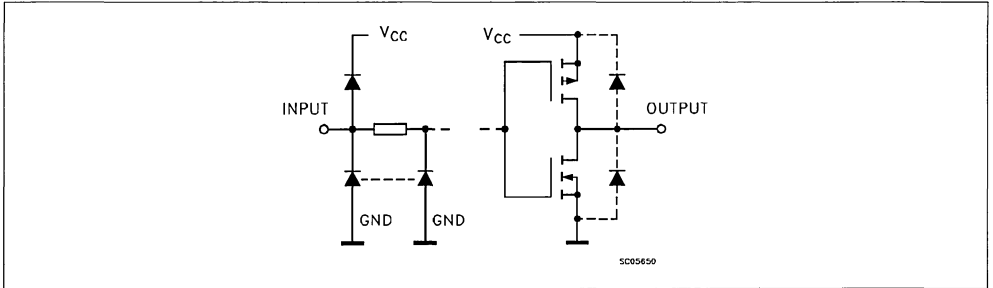 VCC
VCC
INPUT
OUTPUT
GND
GND
SC05650